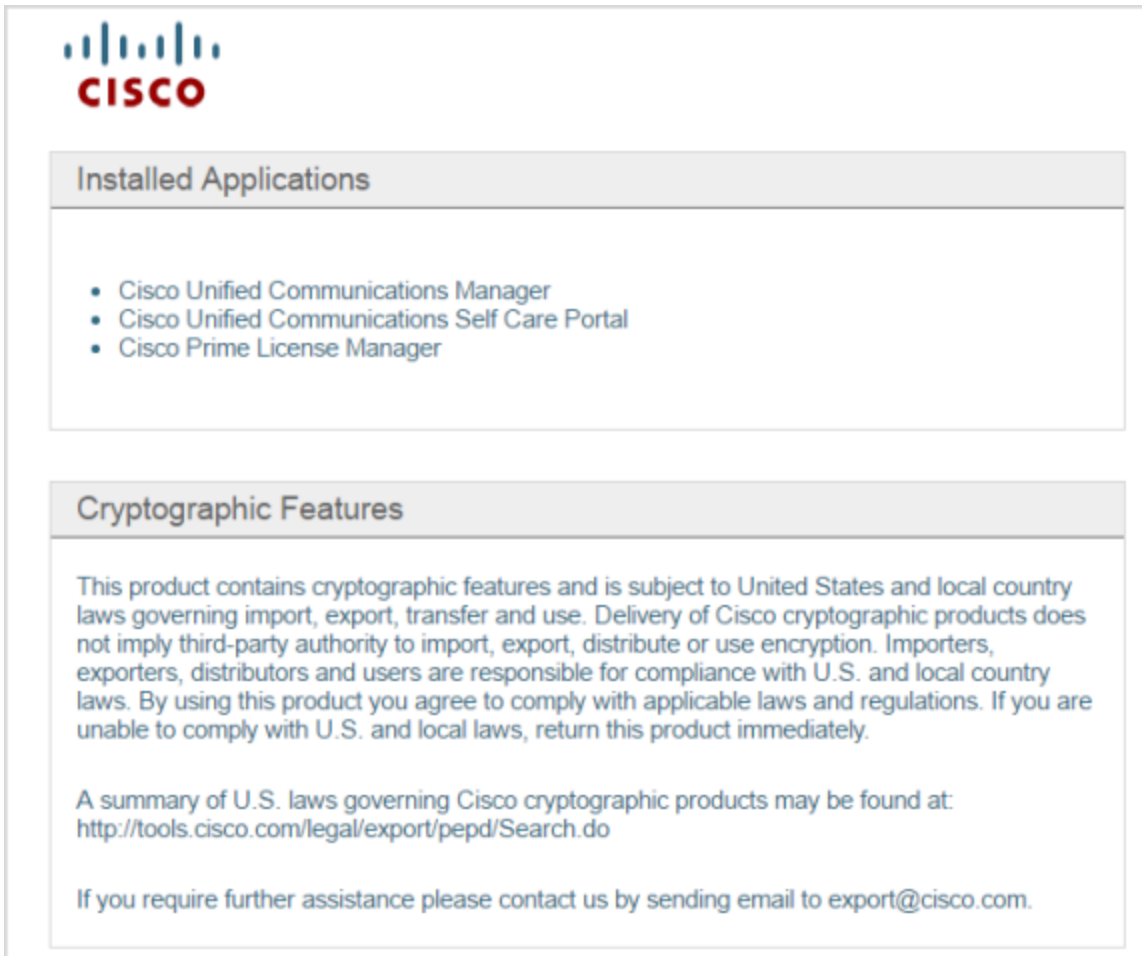 CISCO
Installed Applications
• Cisco Unified Communications Manager
• Cisco Unified Communications Self Care Portal
• Cisco Prime License Manager
Cryptographic Features
This product contains cryptographic features and is subject to United States and local country
laws governing import, export, transfer and use. Delivery of Cisco cryptographic products does
not imply third-party authority to import, export, distribute or use encryption. Importers,
exporters, distributors and users are responsible for compliance with U.S. and local country
laws. By using this product you agree to comply with applicable laws and regulations. If you are
unable to comply with U.S. and local laws, return this product immediately.
A summary of U.S. laws governing Cisco cryptographic products may be found at:
http://tools.cisco.com/legal/export/pepd/Search.do
If you require further assistance please contact us by sending email to export@cisco.com.